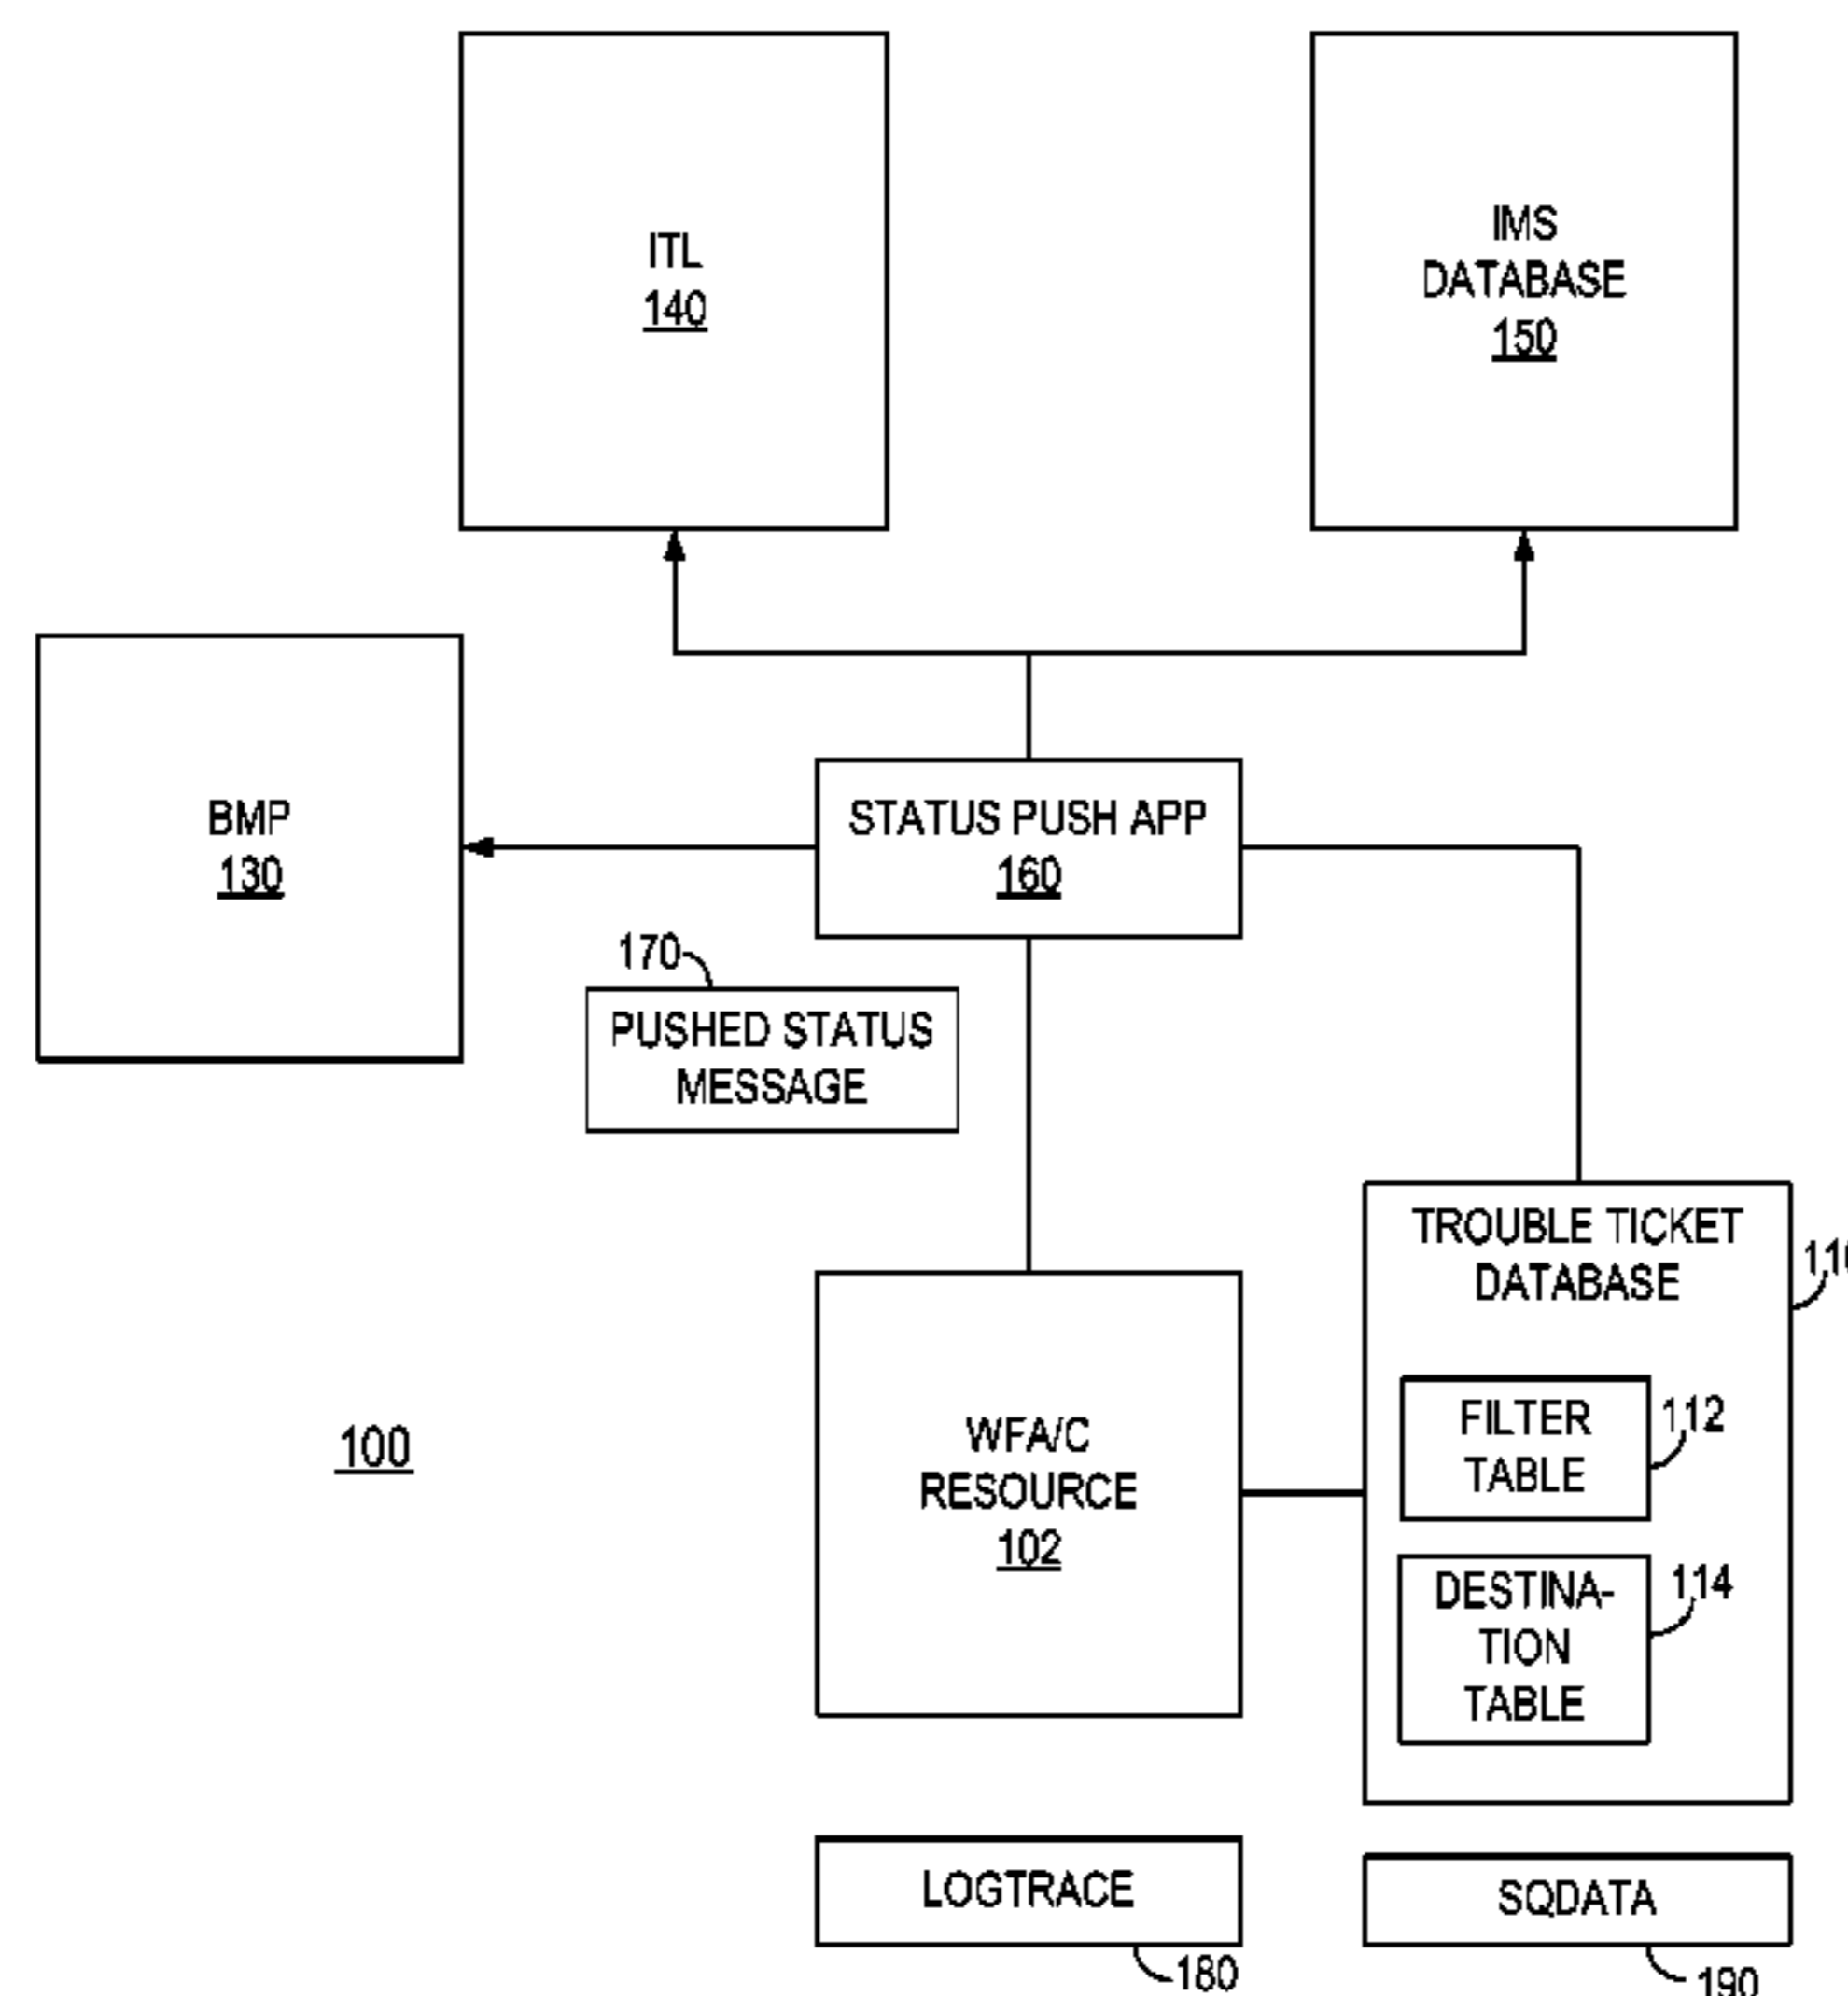 ITL
140
IMS
DATABASE
150
BMP
130
STATUS PUSH APP
160
170
PUSHED STATUS
MESSAGE
TROUBLE TICKET
DATABASE
FILTER
TABLE
112
DESTINA-
TION
TABLE
114
WFA/C
RESOURCE
102
100
LOGTRACE
180
SQDATA
190